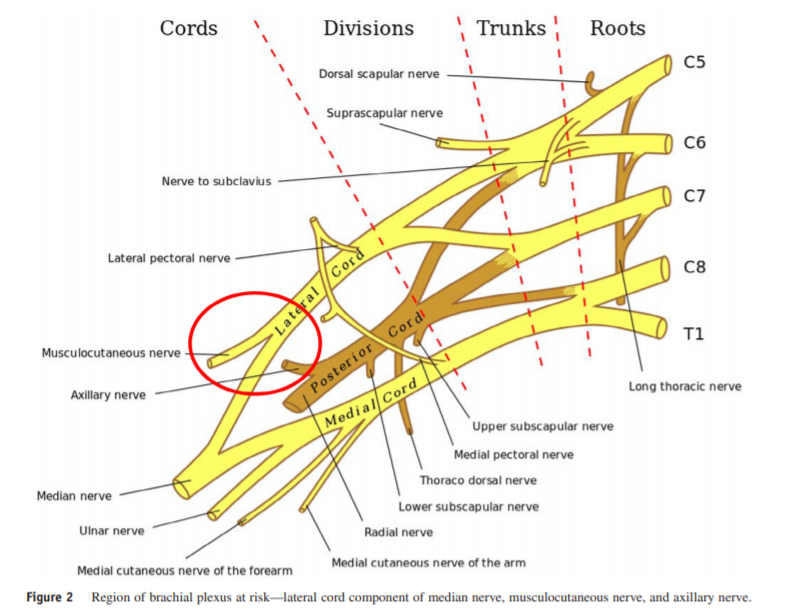 Cords Divisions Trunks Roots
Dorsal scapular nerve
C5
Suprascapular nerve
C6
Nerve to subclavius
C7
Lateral pectoral nerve
C8
Lateral Cord
T1
Musculocutaneous nerve
Posterior Cord
Axillary nerve
Long thoracic nerve
Medial Cord
Upper subscapular nerve
Medial pectoral nerve
Thoraco dorsal nerve
Median nerve
Lower subscapular nerve
Ulnar nerve
Radial nerve
Medial cutaneous nerve of the arm
Medial cutaneous nerve of the forearm
Figure 2 Region of brachial plexus at risk—lateral cord component of median nerve, musculocutaneous nerve, and axillary nerve.